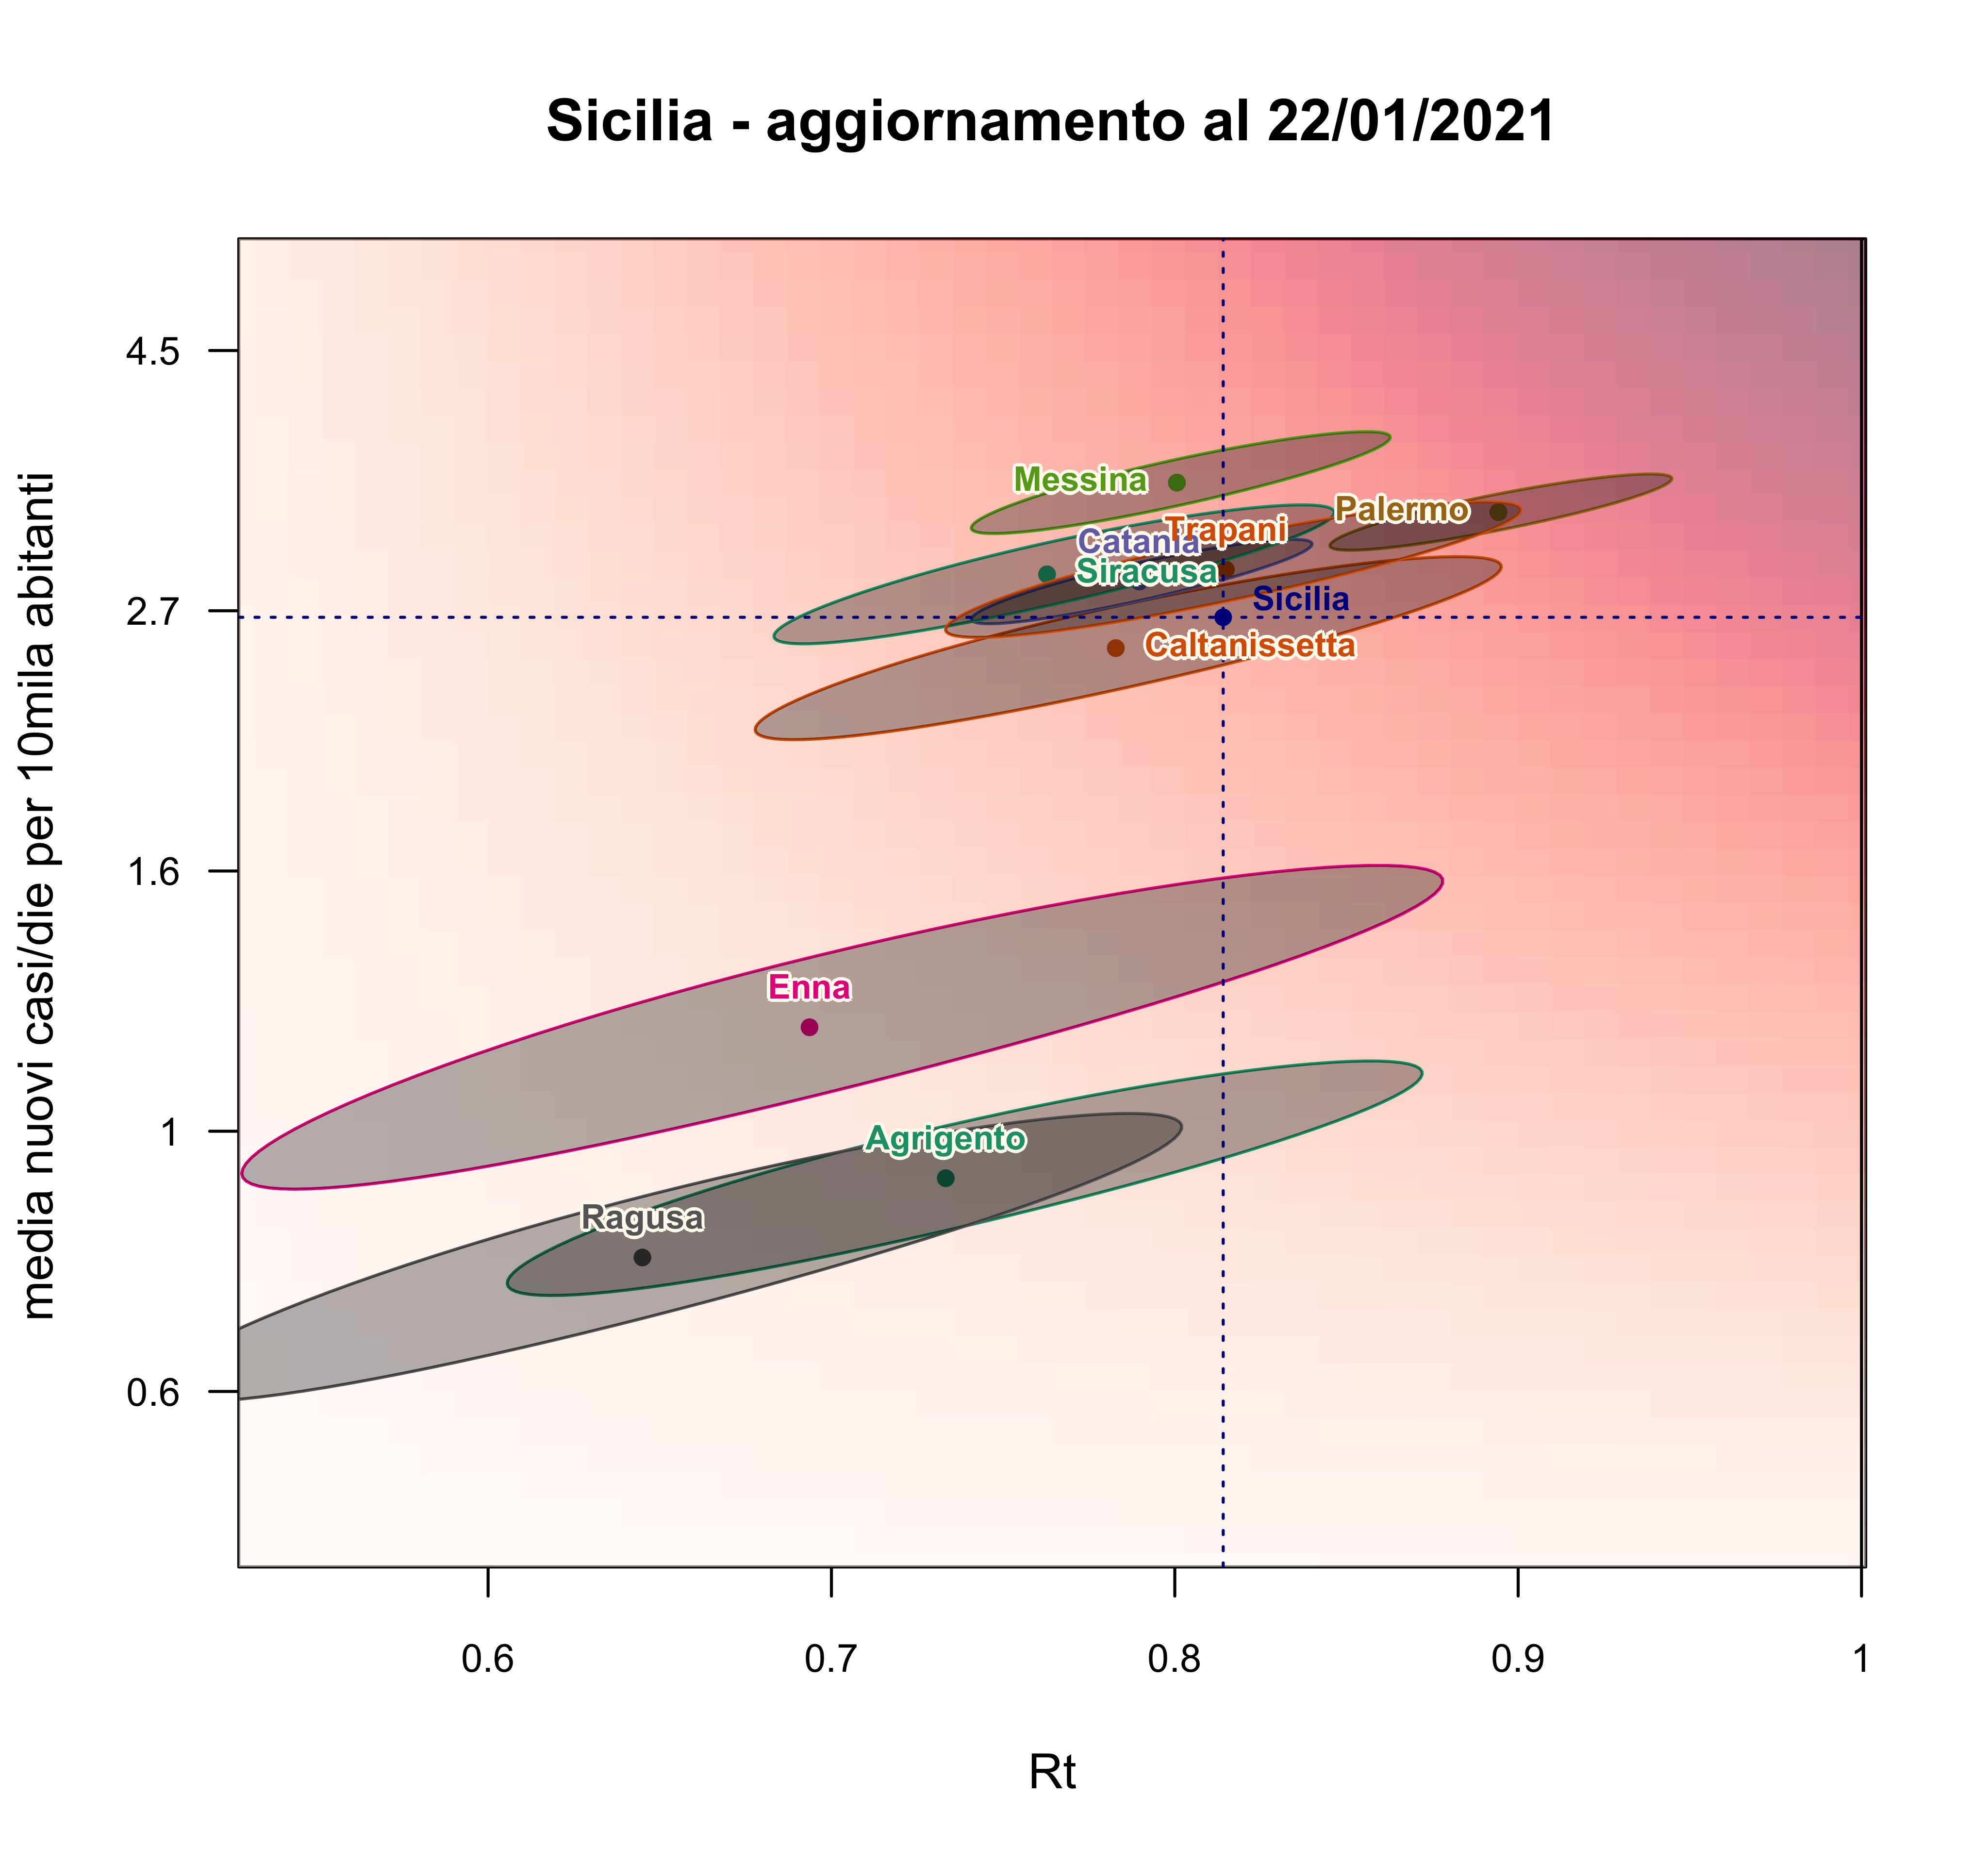 Sicilia - aggiornamento al 22/01/2021
media nuovi casi/die per 10mila abitanti
4.5
2.7
1.6
1
0.6
Messina
Palermo
Trapani
Catania
Siracusa
Sicilia
Caltanissetta
Enna
Agrigento
Ragusa
0.6 0.7 0.8 0.9 1
Rt